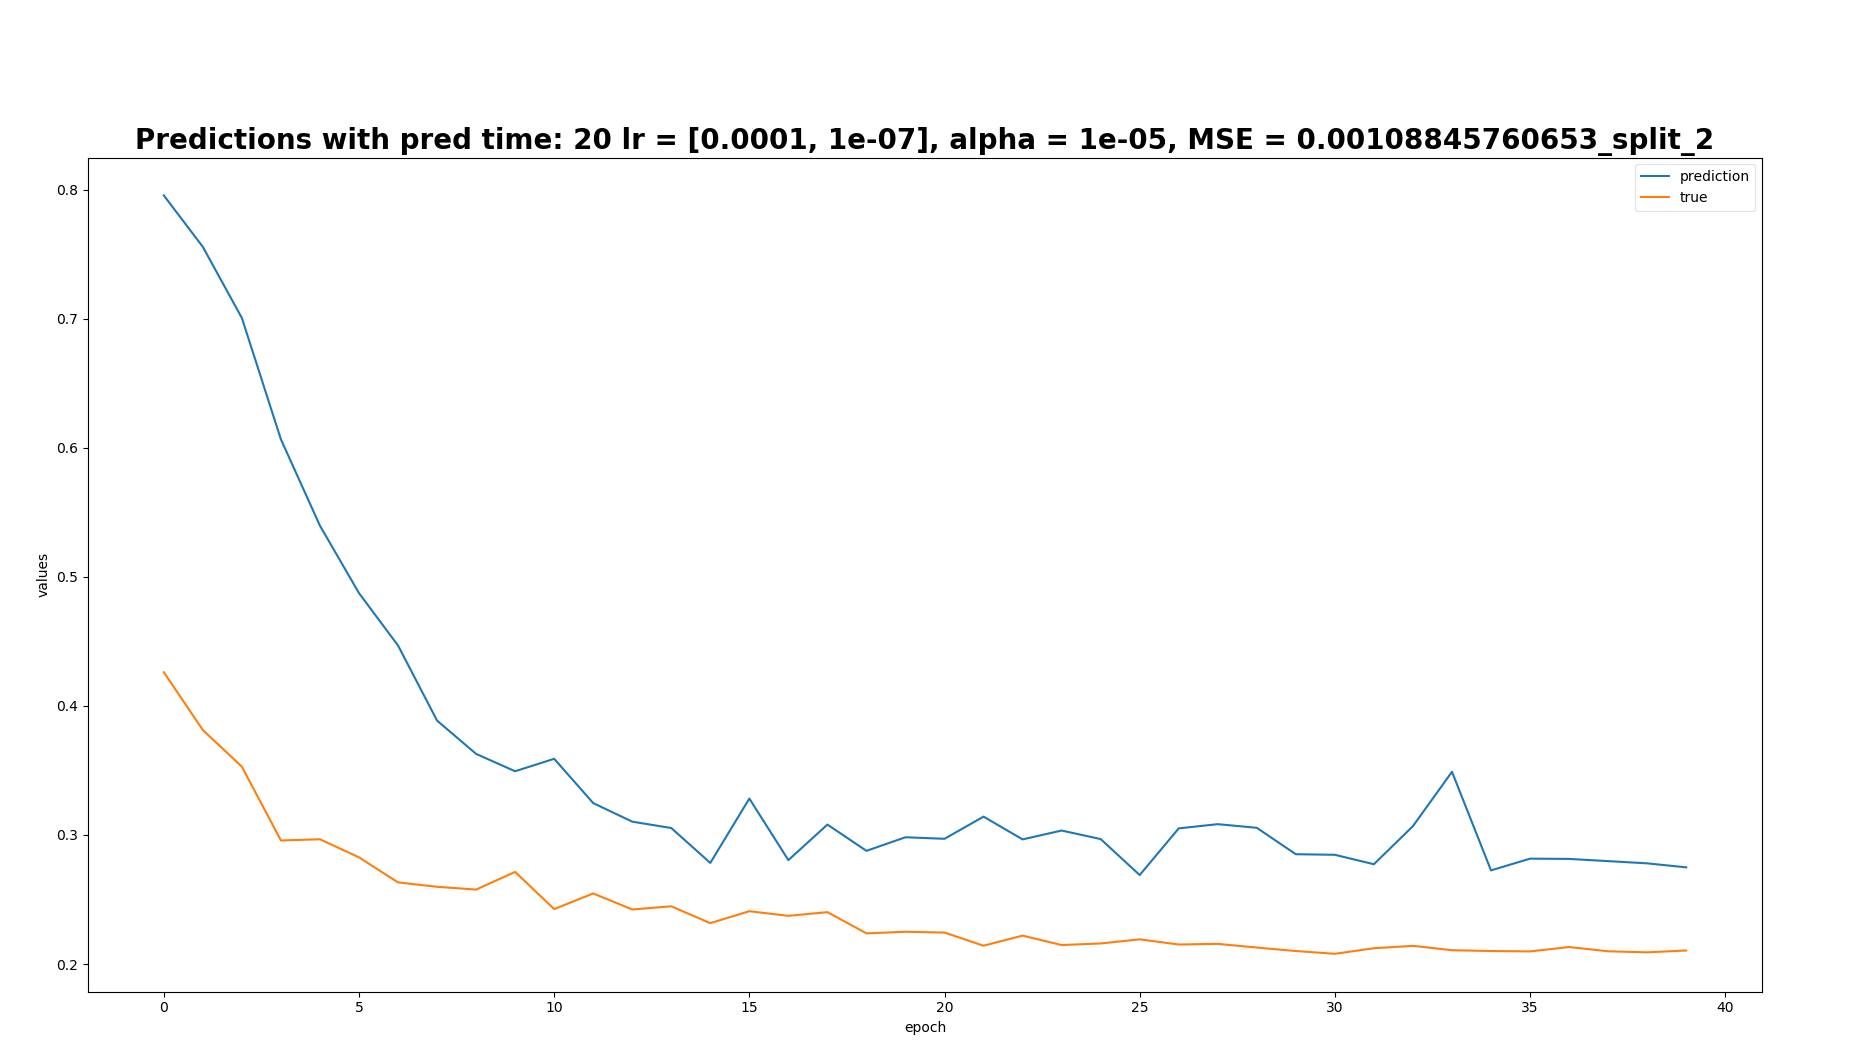 Predictions with pred time: 20 lr = [0.0001, 1e-07], alpha = 1e-05, MSE = 0.00108845760653_split_2
prediction
true
0.8
0.7
0.6
0.5
0.4
0.3
0.2
values
0 5 10 15 20 25 30 35 40
epoch